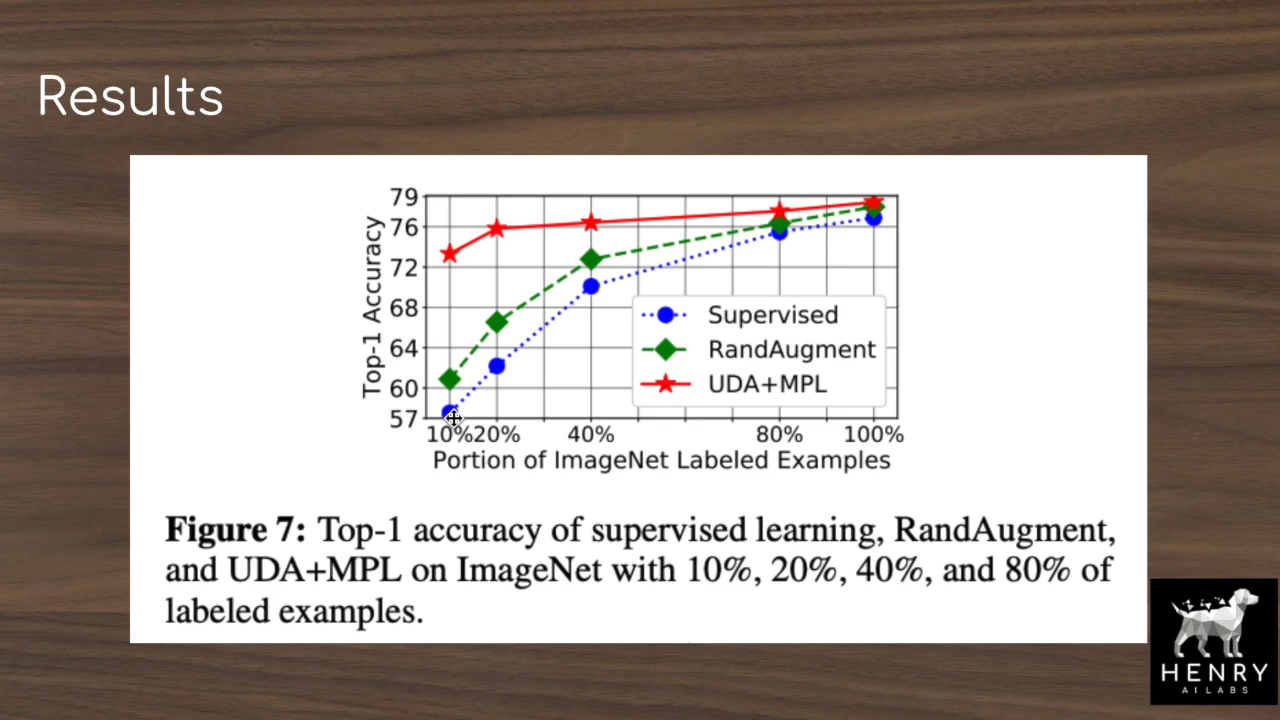 Results
79
76
72
68
64
60
57
Top-1 Accuracy
Supervised
RandAugment
UDA+MPL
10% 20% 40% 80% 100%
Portion of ImageNet Labeled Examples
Figure 7: Top-1 accuracy of supervised learning, RandAugment,
and UDA+MPL on ImageNet with 10%, 20%, 40%, and 80% of
labeled examples.
HENRY
AI LABS